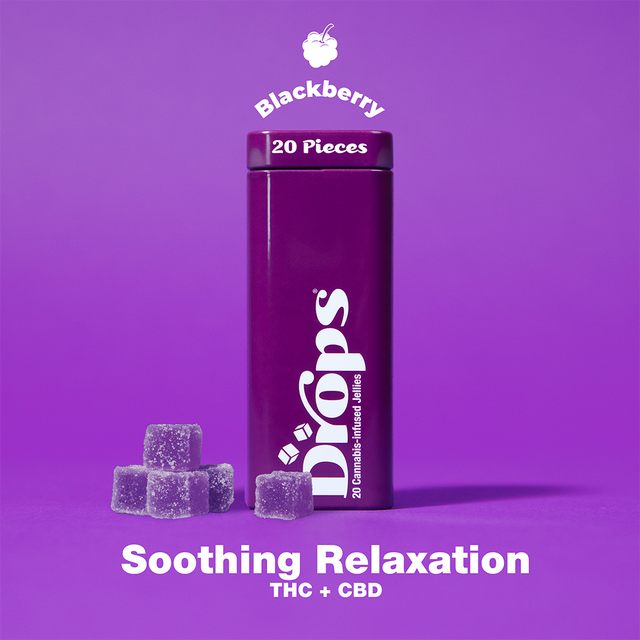 Blackberry
20 Pieces
Drops®
20 Cannabis-infused Jellies
Soothing Relaxation
THC + CBD